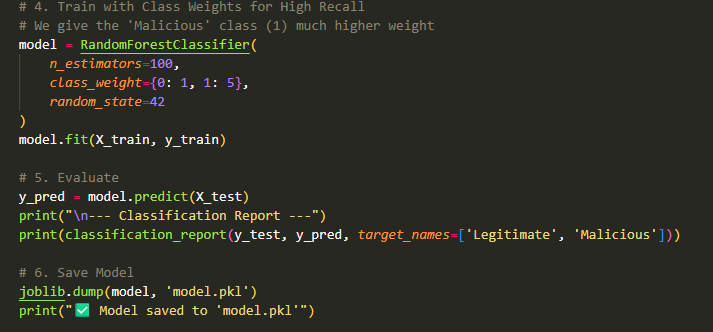 # 4. Train with Class Weights for High Recall
# We give the 'Malicious' class (1) much higher weight
model = RandomForestClassifier(
    n_estimators=100,
    class_weight={0: 1, 1: 5},
    random_state=42
)
model.fit(X_train, y_train)

# 5. Evaluate
y_pred = model.predict(X_test)
print("\n--- Classification Report ---")
print(classification_report(y_test, y_pred, target_names=['Legitimate', 'Malicious']))

# 6. Save Model
joblib.dump(model, 'model.pkl')
print("✅ Model saved to 'model.pkl'")